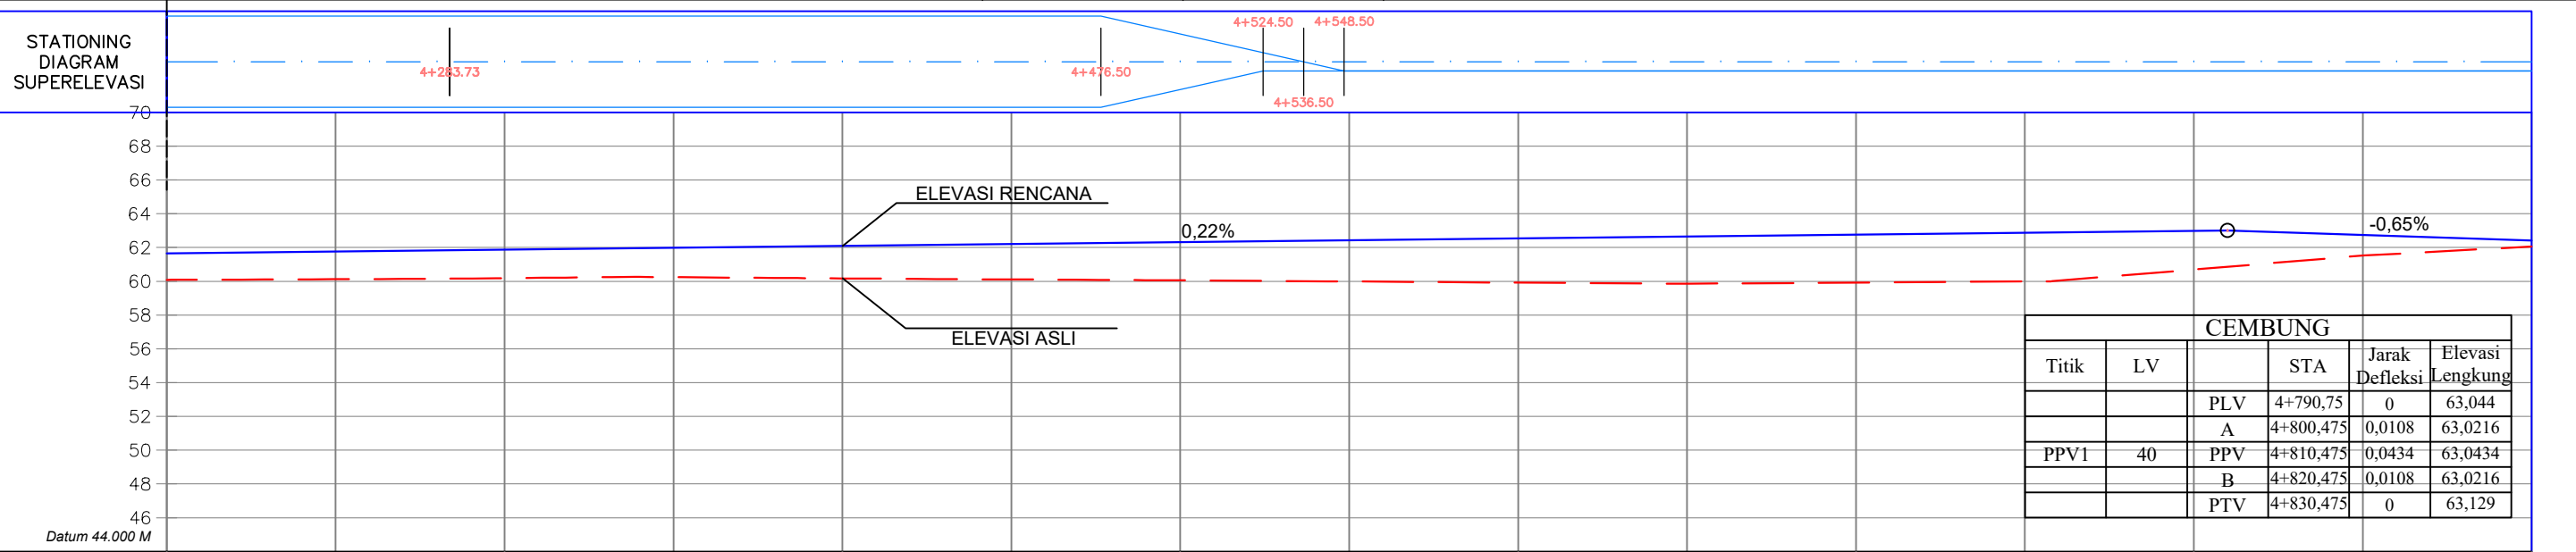 STATIONING
DIAGRAM
SUPERELEVASI
4+283.73
4+476.50
4+524.50
4+548.50
4+536.50
70
68
66
64
62
60
58
56
54
52
50
48
46
Datum 44.000 M
ELEVASI RENCANA
0,22%
-0,65%
ELEVASI ASLI
CEMBUNG
Titik LV STA Jarak Defleksi Elevasi Lengkung
PLV 4+790,75 0 63,044
A 4+800,475 0,0108 63,0216
PPV1 40 PPV 4+810,475 0,0434 63,0434
B 4+820,475 0,0108 63,0216
PTV 4+830,475 0 63,129